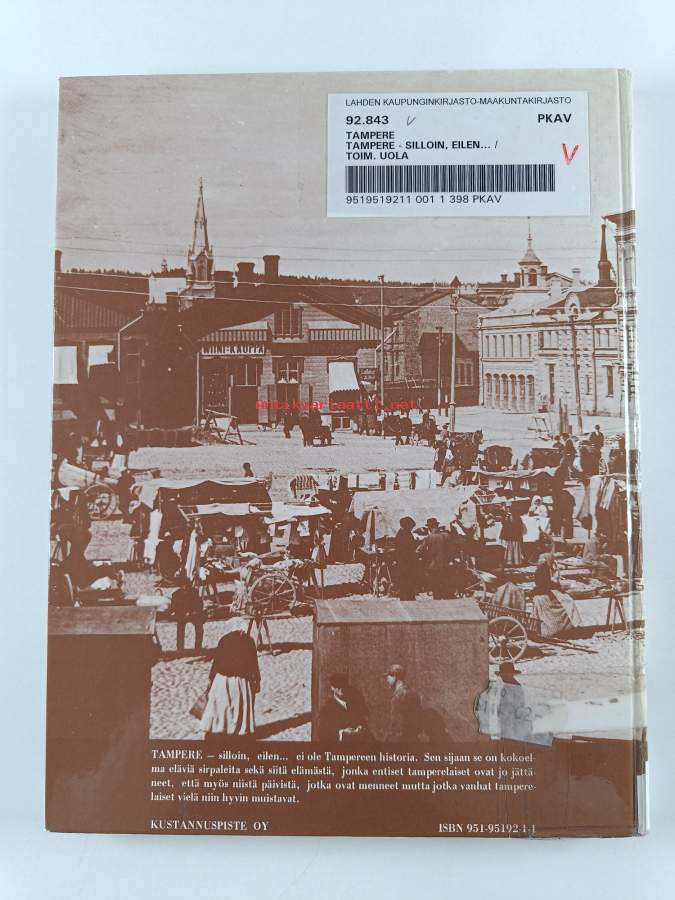 LAHDEN KAUPUNGINKIRJASTO-MAAKUNTAKIRJASTO
92.843 V PKAV
TAMPERE
TAMPERE - SILLOIN, EILEN... /
TOIM. UOLA
V
9519519211 001 1 398 PKAV
WIINI-KAUPPA
antikvariaatti.net
TAMPERE — silloin, eilen... ei ole Tampereen historia. Sen sijaan se on kokoel-
ma eläviä sirpaleita sekä siitä elämästä, jonka entiset tamperelaiset ovat jo jättä-
neet, että myös niistä päivistä, jotka ovat menneet mutta jotka vanhat tampere-
laiset vielä niin hyvin muistavat.
KUSTANNUSPISTE OY ISBN 951-95192-1-1